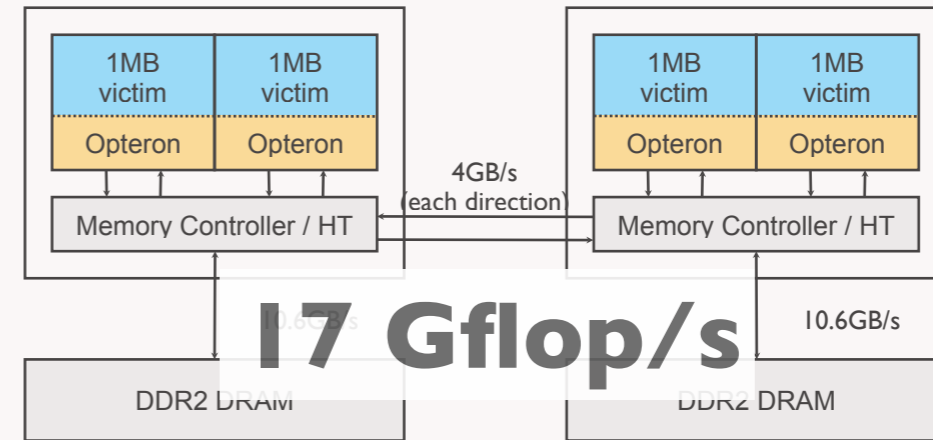 1MB
victim
1MB
victim
Opteron
Opteron
Memory Controller / HT
4GB/s
(each direction)
1MB
victim
1MB
victim
Opteron
Opteron
Memory Controller / HT
10.6GB/s
10.6GB/s
17 Gflop/s
DDR2 DRAM
DDR2 DRAM